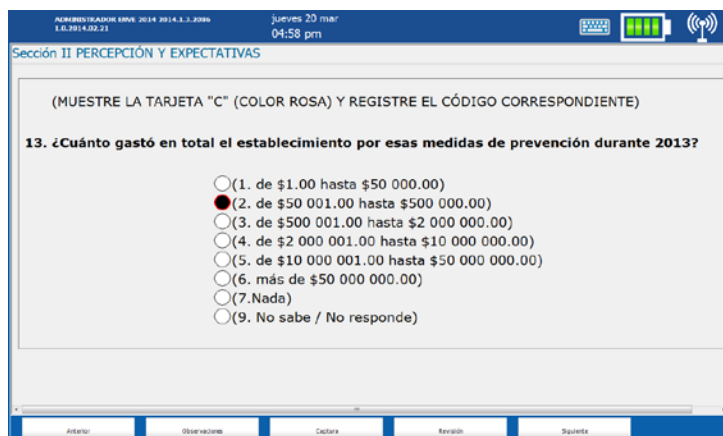 ADMINISTRADOR ENVE 2014 2014.1.3.2086
1.0.2014.02.21
jueves 20 mar
04:58 pm
Sección II PERCEPCIÓN Y EXPECTATIVAS
(MUESTRE LA TARJETA "C" (COLOR ROSA) Y REGISTRE EL CÓDIGO CORRESPONDIENTE)
13. ¿Cuánto gastó en total el establecimiento por esas medidas de prevención durante 2013?
(1. de $1.00 hasta $50 000.00)
(2. de $50 001.00 hasta $500 000.00)
(3. de $500 001.00 hasta $2 000 000.00)
(4. de $2 000 001.00 hasta $10 000 000.00)
(5. de $10 000 001.00 hasta $50 000 000.00)
(6. más de $50 000 000.00)
(7.Nada)
(9. No sabe / No responde)
Anterior Observaciones Captura Revisión Siguiente